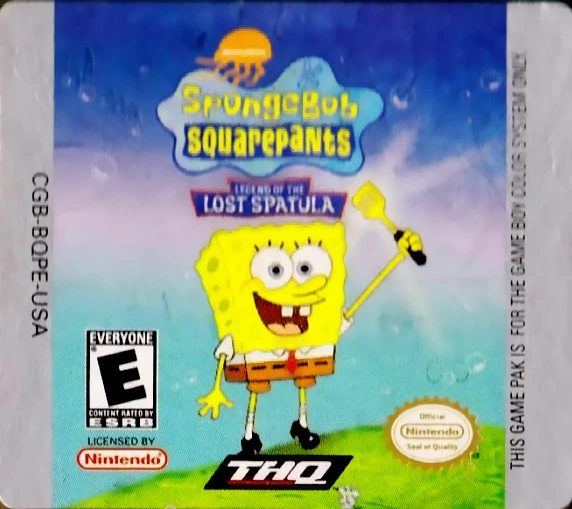 SpongeBob
SQUAREPANTS
LEGEND OF THE
LOST SPATULA
CGB-BQPE-USA
THIS GAME PAK IS FOR THE GAME BOY COLOR SYSTEM ONLY
EVERYONE
E
CONTENT RATED BY
ESRB
LICENSED BY
Nintendo
THQ
Official
Nintendo
Seal of Quality